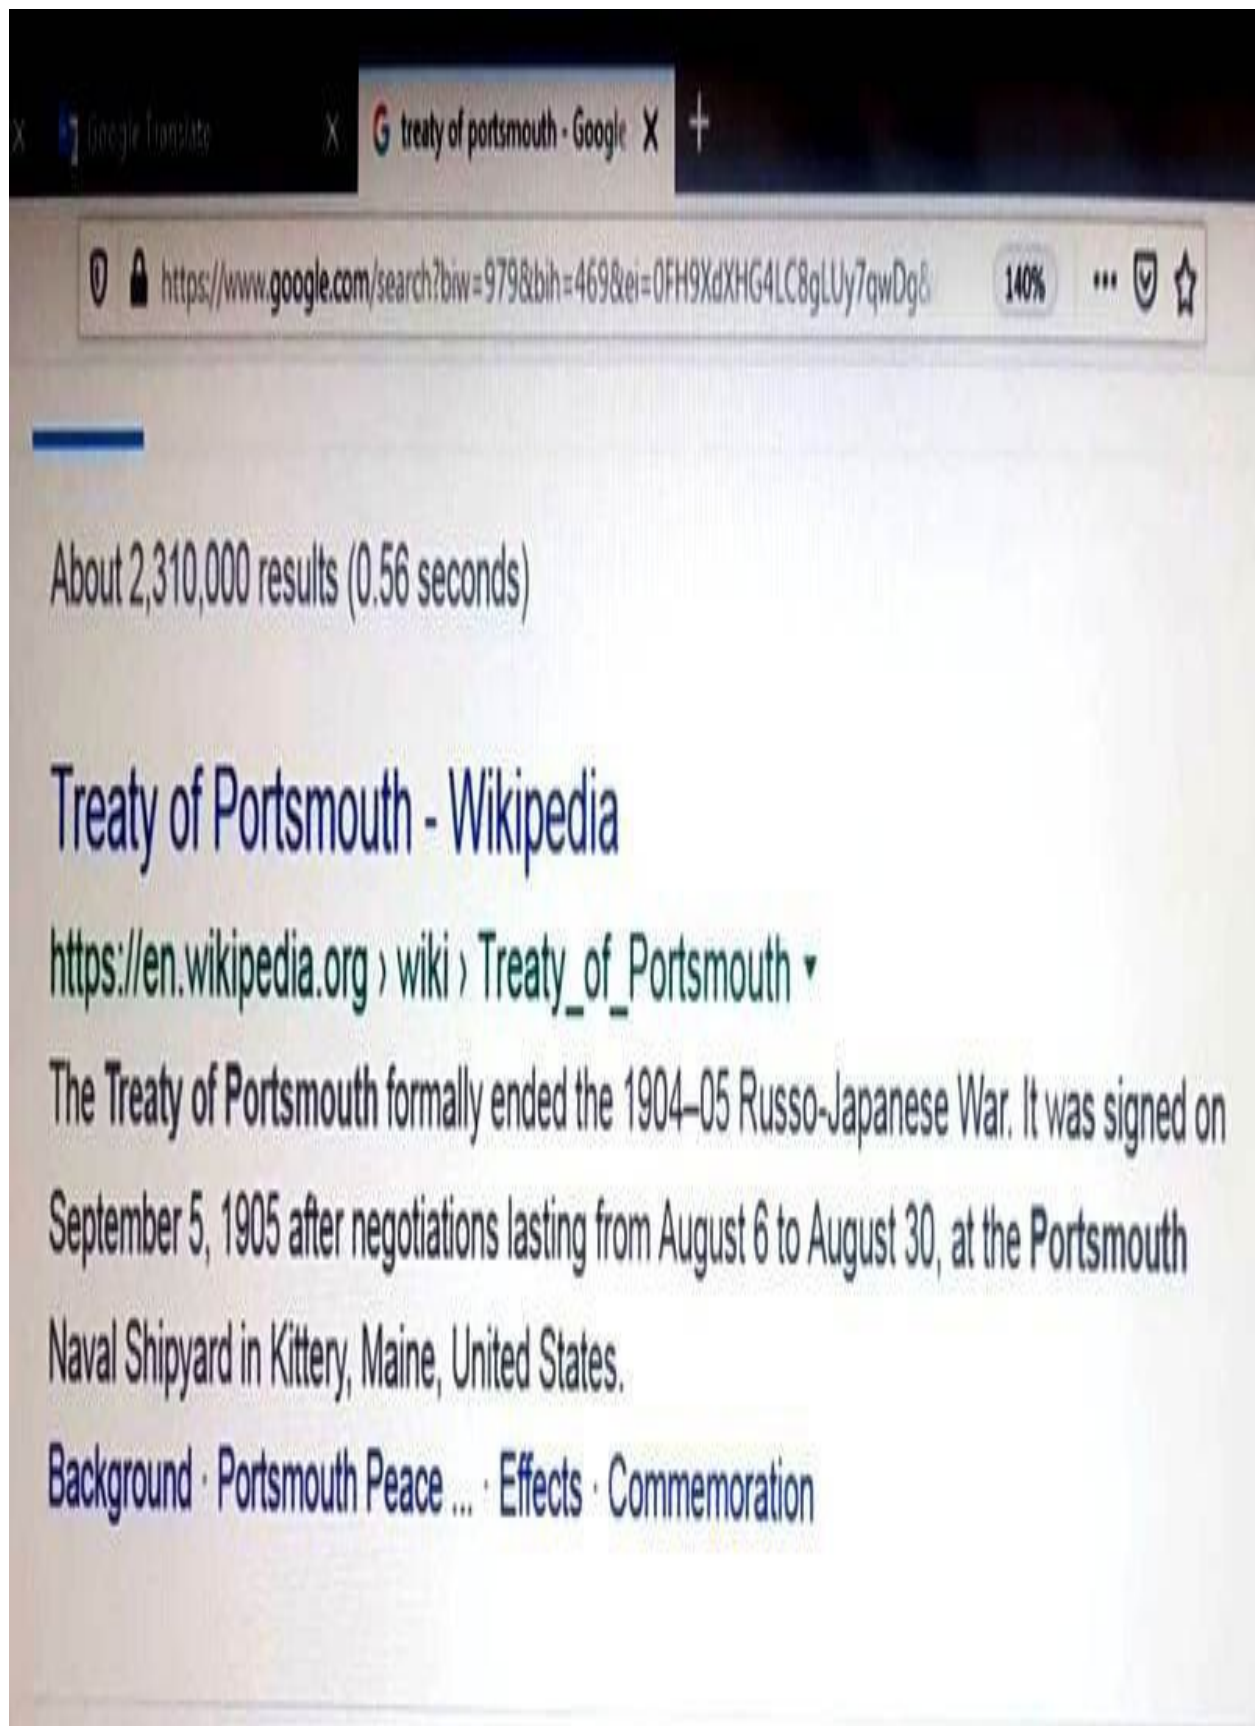 Google Translate
treaty of portsmouth - Google
https://www.google.com/search?biw=979&bih=469&ei=0FH9XdXHG4LC8gLUy7qwDg&
140%
About 2,310,000 results (0.56 seconds)
Treaty of Portsmouth - Wikipedia
https://en.wikipedia.org › wiki › Treaty_of_Portsmouth
The Treaty of Portsmouth formally ended the 1904–05 Russo-Japanese War. It was signed on
September 5, 1905 after negotiations lasting from August 6 to August 30, at the Portsmouth
Naval Shipyard in Kittery, Maine, United States.
Background · Portsmouth Peace ... · Effects · Commemoration